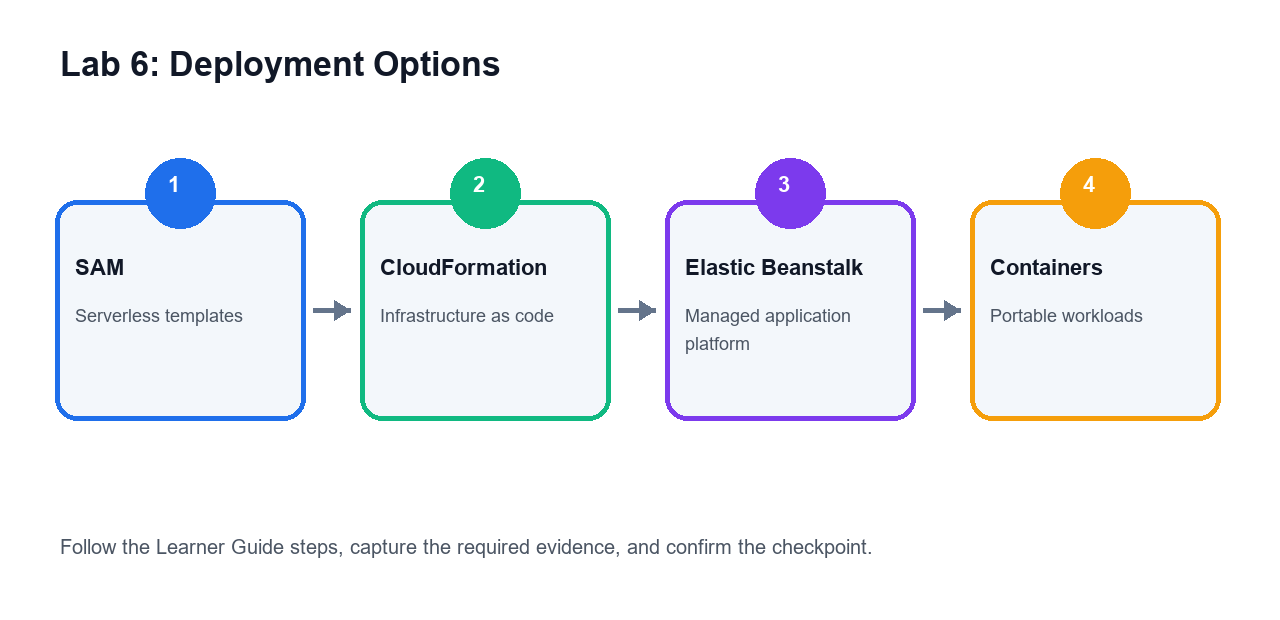 Lab 6: Deployment Options
1
SAM
Serverless templates
2
CloudFormation
Infrastructure as code
3
Elastic Beanstalk
Managed application
platform
4
Containers
Portable workloads
Follow the Learner Guide steps, capture the required evidence, and confirm the checkpoint.